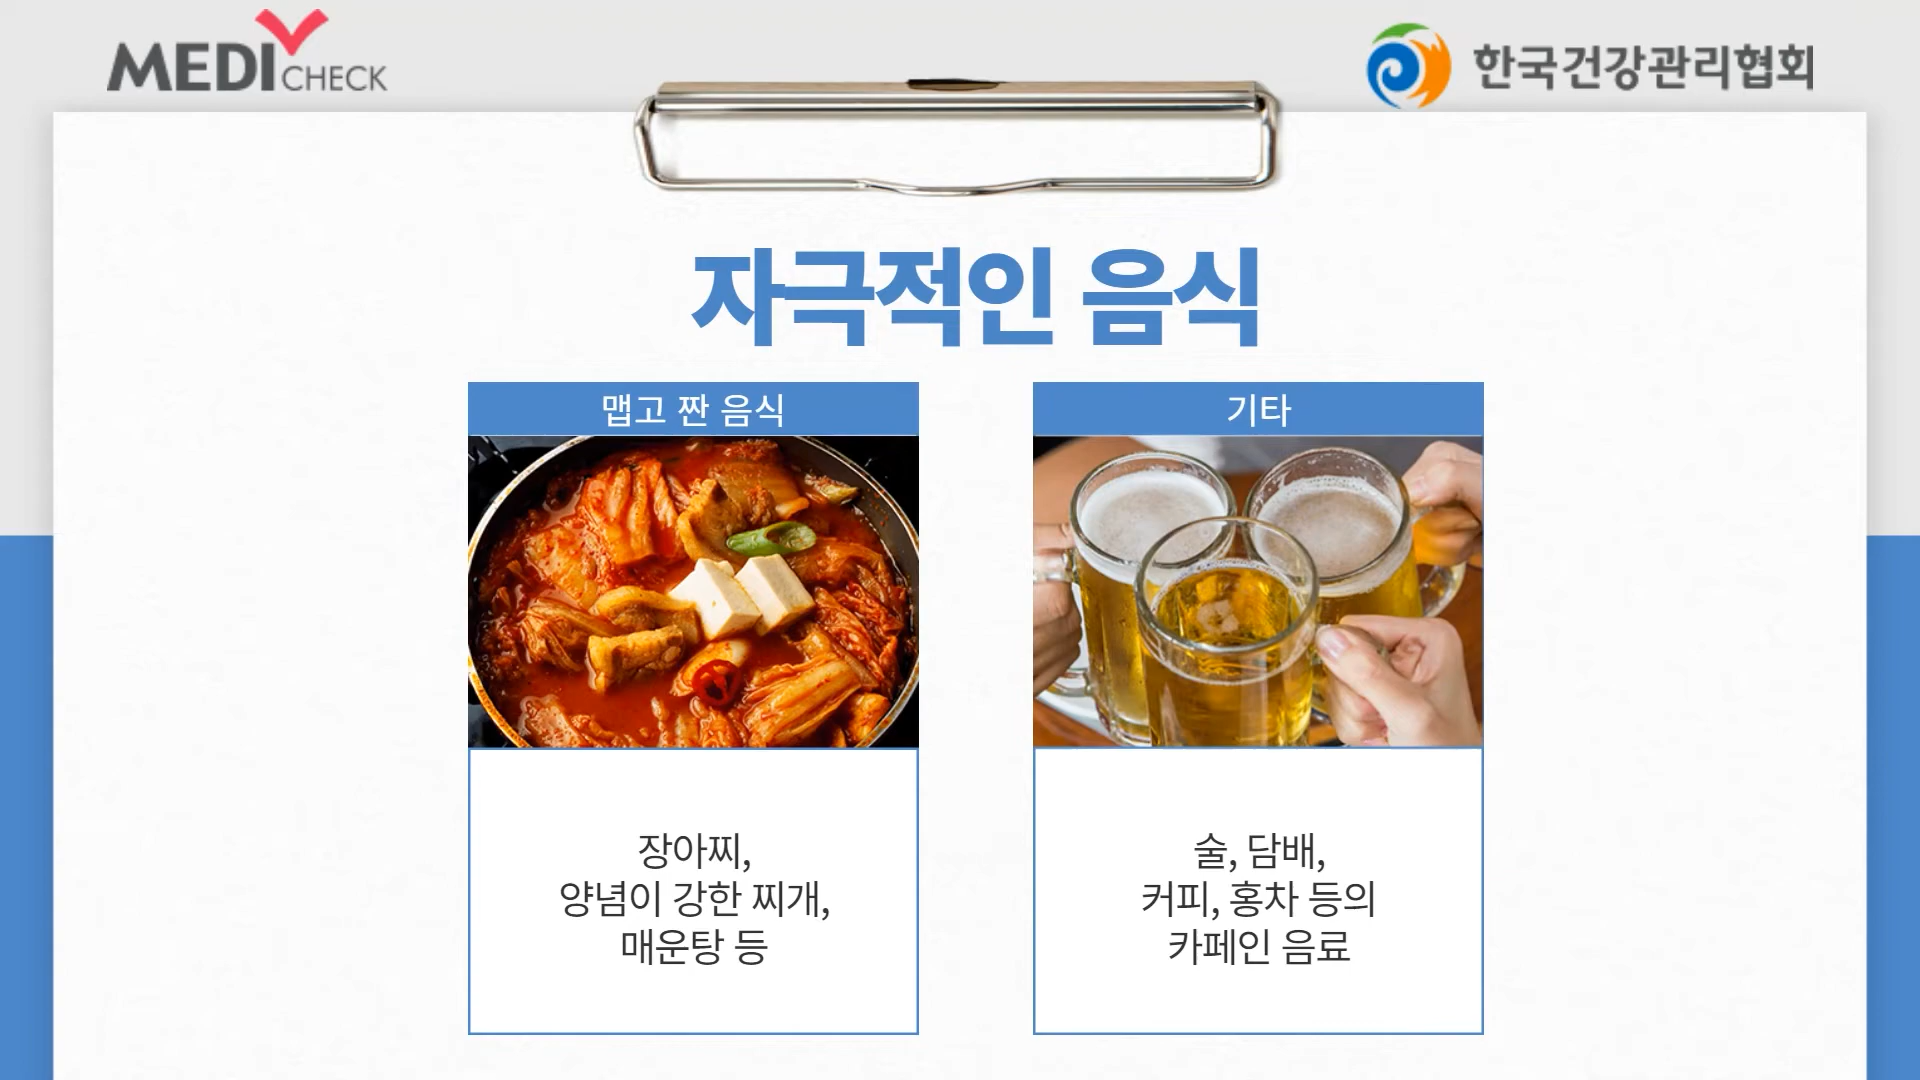 MEDI CHECK
한국건강관리협회
자극적인 음식
맵고 짠 음식
장아찌,
양념이 강한 찌개,
매운탕 등
기타
술, 담배,
커피, 홍차 등의
카페인 음료